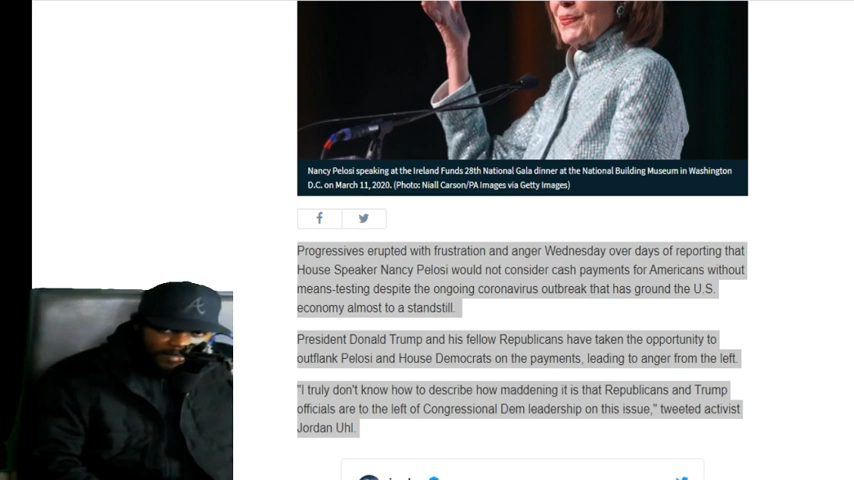 Nancy Pelosi speaking at the Ireland Funds 28th National Gala dinner at the National Building Museum in Washington
D.C. on March 11, 2020. (Photo: Niall Carson/PA Images via Getty Images)
Progressives erupted with frustration and anger Wednesday over days of reporting that
House Speaker Nancy Pelosi would not consider cash payments for Americans without
means-testing despite the ongoing coronavirus outbreak that has ground the U.S.
economy almost to a standstill.
President Donald Trump and his fellow Republicans have taken the opportunity to
outflank Pelosi and House Democrats on the payments, leading to anger from the left.
"I truly don't know how to describe how maddening it is that Republicans and Trump
officials are to the left of Congressional Dem leadership on this issue," tweeted activist
Jordan Uhl.